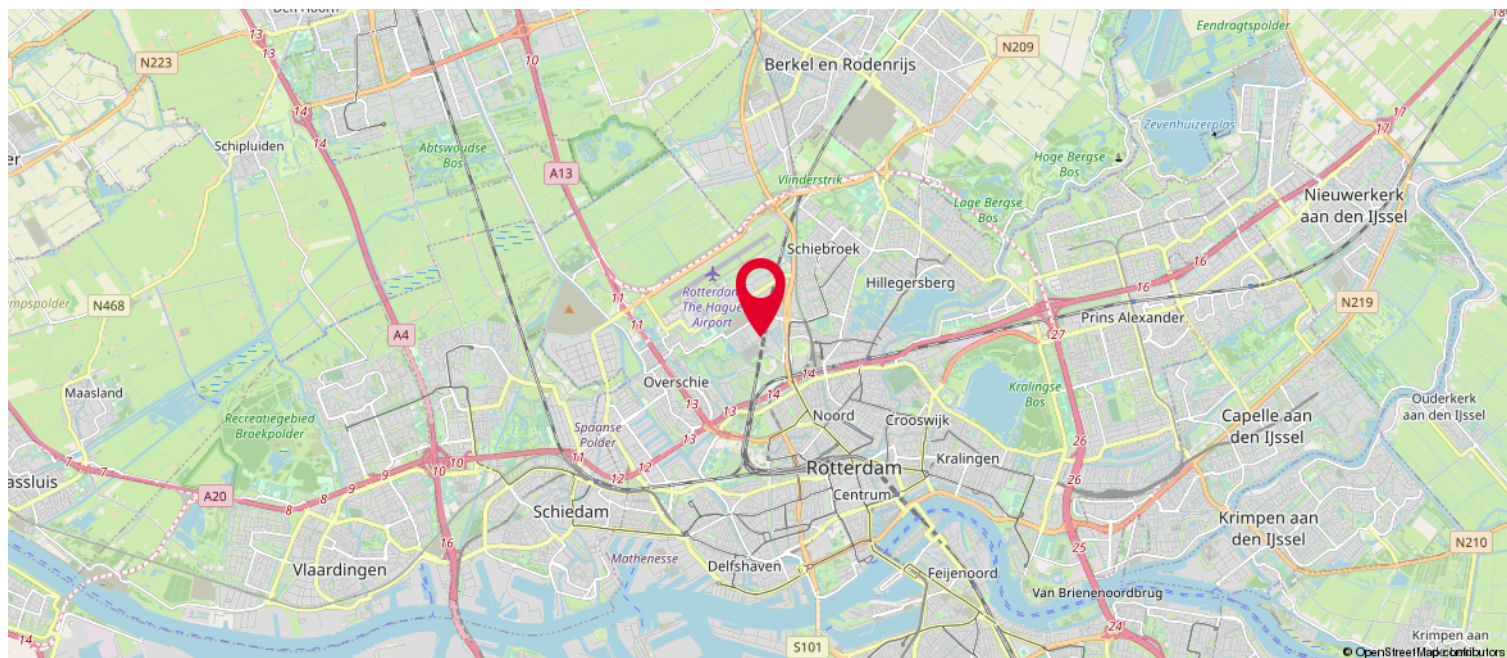 18
13
13
N223
14
14
Schipluiden
Abtswoudse
Bos
10
A13
Berkel en Rodenrijs
N209
Eendragtspolder
Zevenhuizerplas
Hoge Bergse
Bos
17
17
Vlinderstrik
Lage Bergse
Bos
Nieuwerkerk
aan den IJssel
Schiebroek
Hillegersberg
16
16
N468
A4
11
11
The Hague
Airport
Prins Alexander
N219
27
Maasland
Overschie
14
14
13
13
13
Noord
Crooswijk
Kralingse
Bos
Capelle aan
den IJssel
Ouderkerk
aan den IJssel
Recreatiegebied
Broekpolder
Spaanse
Polder
26
26
7
7
A20
8
9
9
10
10
11
12
12
Rotterdam
Centrum
Kralingen
Schiedam
Krimpen aan
den IJssel
N210
16
25
Vlaardingen
Mathenesse
Delfshaven
Feijenoord
Van Brienenoordbrug
24
14
S101
Krimpen aan
© OpenStreetMap contributors